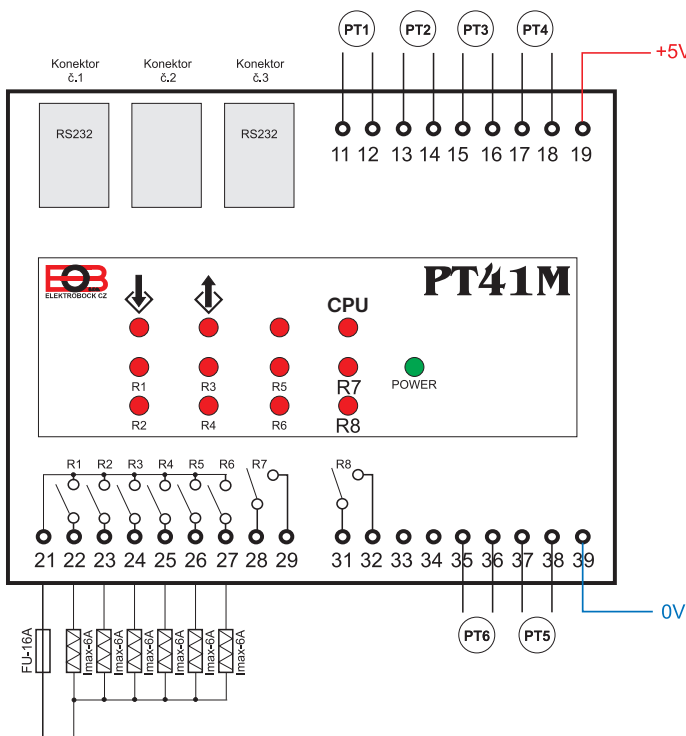 PT1 PT2 PT3 PT4
+5V
Konektor Konektor Konektor
č.1 č.2 č.3
RS232 RS232
11 12 13 14 15 16 17 18 19
EOB
ELEKTROBOCK CZ
PT41M
CPU
R1 R3 R5 R7 POWER
R2 R4 R6 R8
R1 R2 R3 R4 R5 R6 R7 R8
21 22 23 24 25 26 27 28 29 31 32 33 34 35 36 37 38 39
0V
PT6 PT5
FU-16A Imax-6A Imax-6A Imax-6A Imax-6A Imax-6A Imax-6A